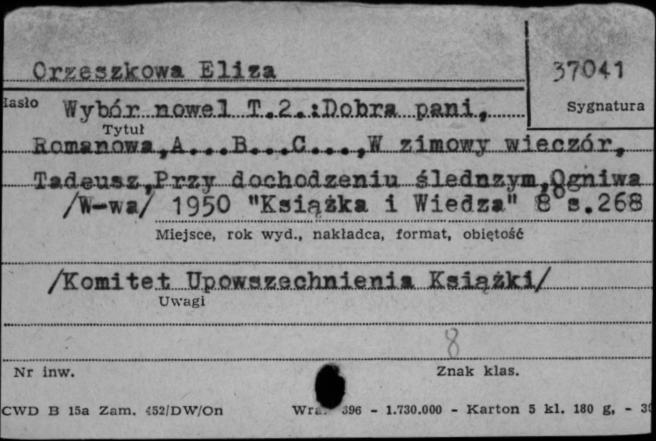 Orzeszkowa Eliza
37041
Hasło
Wybór nowel T.2.:Dobra pani,
Sygnatura
Tytuł
Romanowa,A...B...C...,W zimowy wieczór,
Tadeusz,Przy dochodzeniu ślednzym,Ogniwa
/W-wa/ 1950 "Książka i Wiedza" 8° s.268
Miejsce, rok wyd., nakładca, format, objętość
/Komitet Upowszechnienia Książki/
Uwagi
8
Nr inw.
Znak klas.
CWD B 15a Zam. 452/DW/On
396 - 1.730.000 - Karton 5 kl. 180 g, -